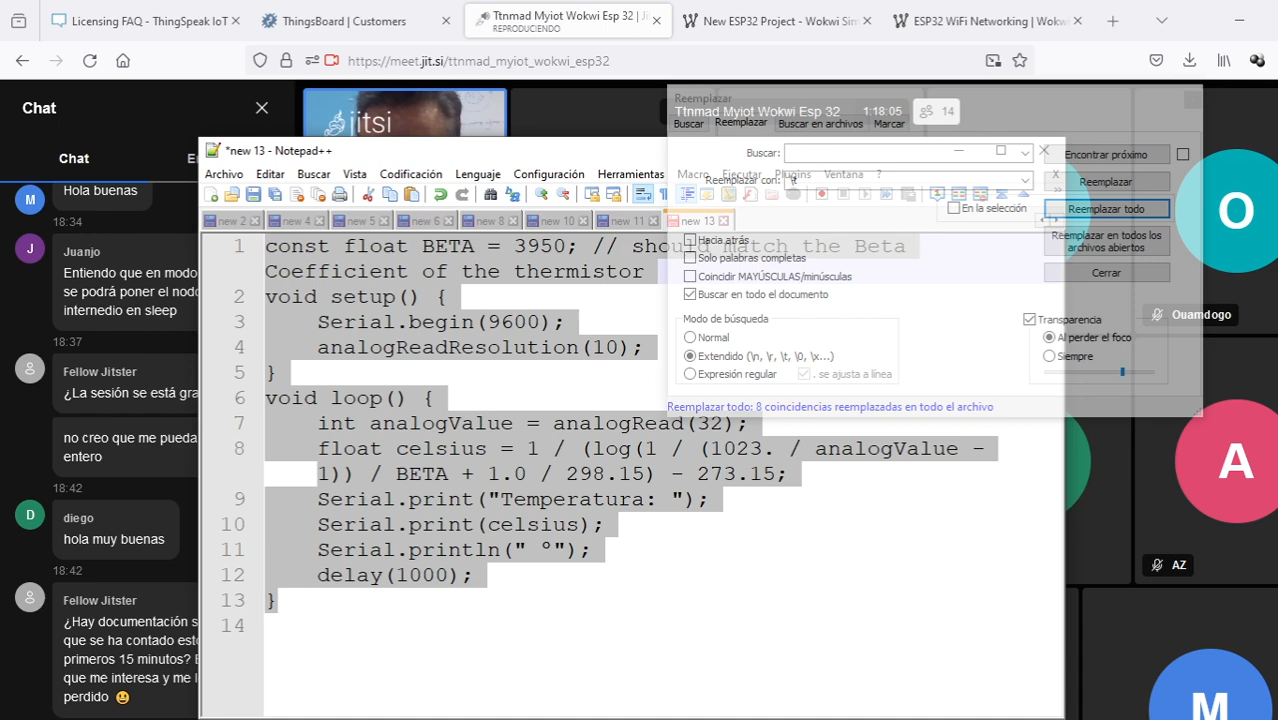 Licensing FAQ - ThingSpeak IoT
ThingsBoard | Customers
Ttnmad Myiot Wokwi Esp 32 | Ji
REPRODUCIENDO
New ESP32 Project - Wokwi Sim
ESP32 WiFi Networking | Wokw
https://meet.jit.si/ttnmad_myiot_wokwi_esp32
Chat
Chat
En
M
Hola buenas
18:34
J
Juanjo
Entiendo que en modo
se podrá poner el nodo
internedio en sleep
18:37
Fellow Jitster
¿La sesión se está gra
no creo que me pueda
entero
18:42
D
diego
hola muy buenas
18:42
Fellow Jitster
¿Hay documentación s
que se ha contado esto
primeros 15 minutos? E
que me interesa y me l
perdido
jitsi
Ttnmad Myiot Wokwi Esp 32
1:18:05
14
*new 13 - Notepad++
Archivo Editar Buscar Vista Codificación Lenguaje Configuración Herramientas Macro Ejecutar Plugins Ventana ?
X
new 2 new 4 new 5 new 6 new 8 new 10 new 11 new 13
1 const float BETA = 3950; // should match the Beta
Coefficient of the thermistor
2 void setup() {
3 Serial.begin(9600);
4 analogReadResolution(10);
5 }
6 void loop() {
7 int analogValue = analogRead(32);
8 float celsius = 1 / (log(1 / (1023. / analogValue -
1)) / BETA + 1.0 / 298.15) - 273.15;
9 Serial.print("Temperatura: ");
10 Serial.print(celsius);
11 Serial.println(" º");
12 delay(1000);
13 }
14
Reemplazar
Buscar Reemplazar Buscar en archivos Marcar
Buscar:
Reemplazar con:
En la selección
Encontrar próximo
Reemplazar
Reemplazar todo
Reemplazar en todos los
archivos abiertos
Cerrar
Hacia atrás
Solo palabras completas
Coincidir MAYÚSCULAS/minúsculas
Buscar en todo el documento
Modo de búsqueda
Normal
Extendido (\n, \r, \t, \0, \x...)
Expresión regular
. se ajusta a línea
Transparencia
Al perder el foco
Siempre
Reemplazar todo: 8 coincidencias reemplazadas en todo el archivo
O
Ouamdogo
A
AZ
M